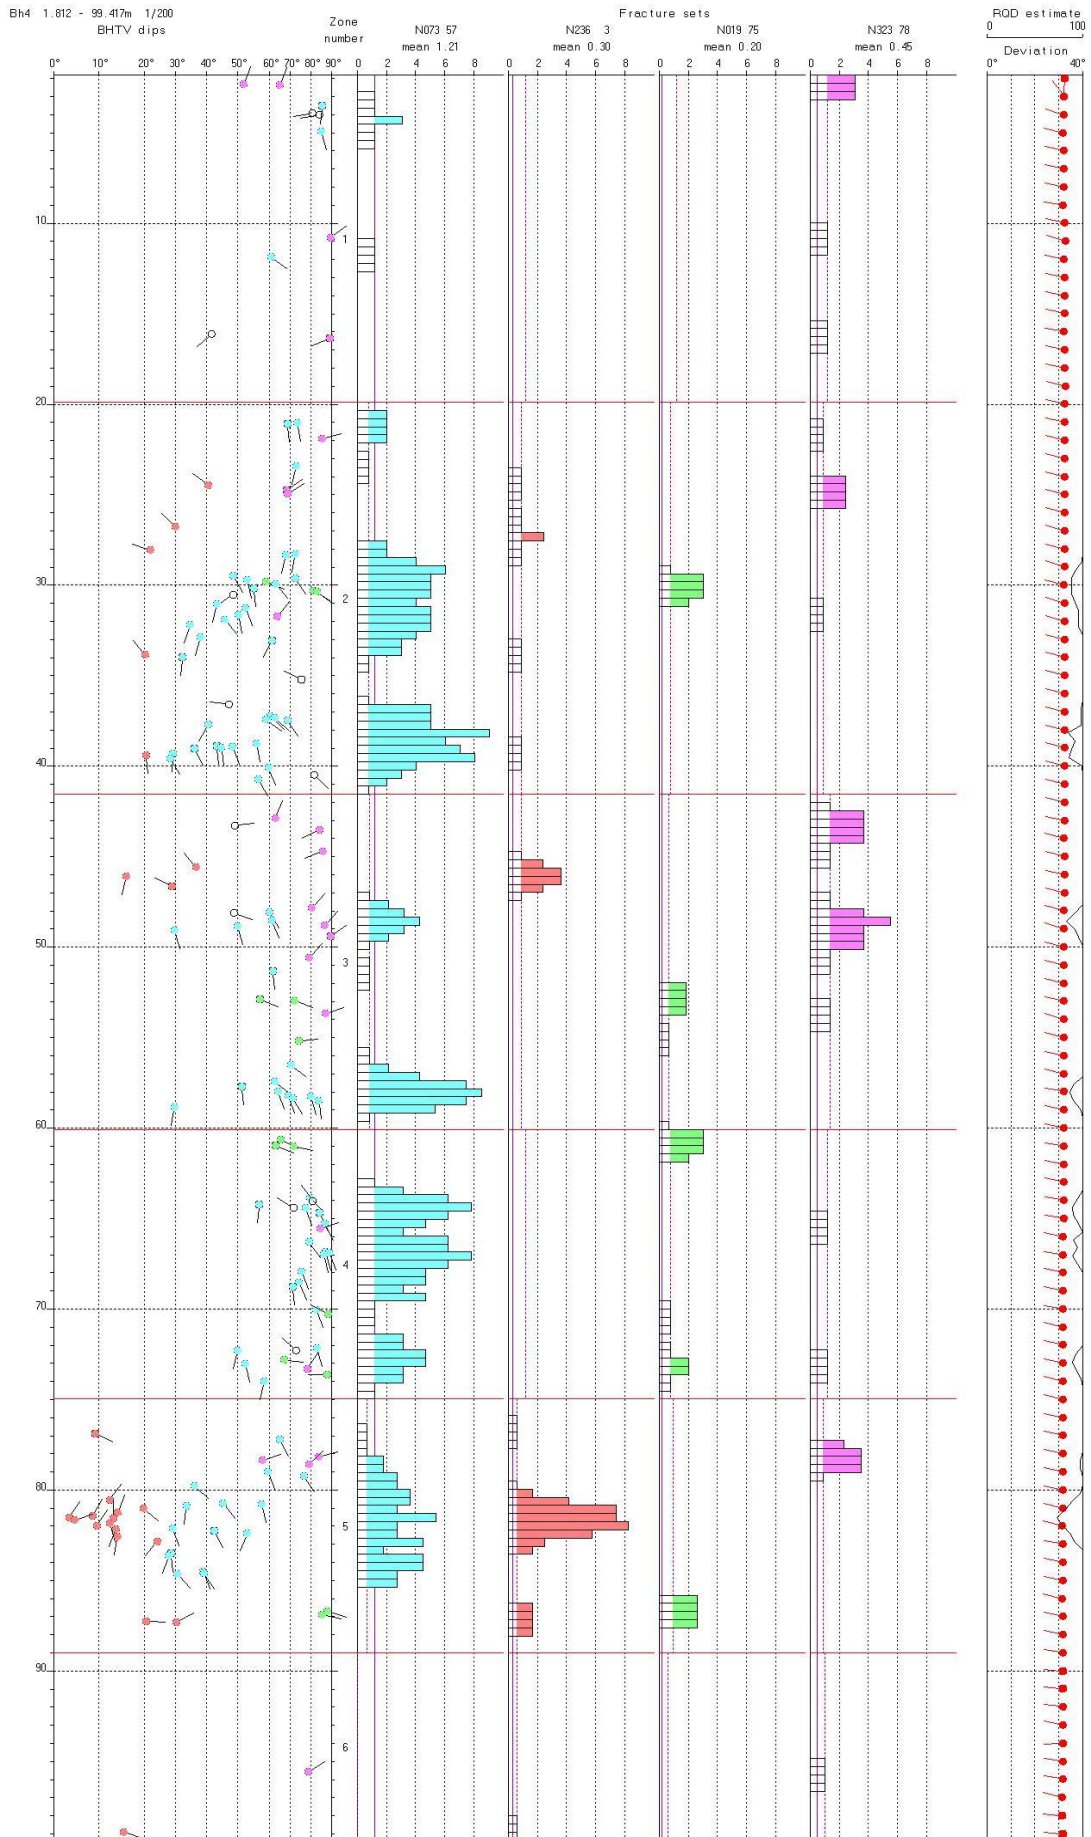 Bh4 1.812 - 99.417m 1/200
BHTV dips
Zone
number
Fracture sets
N073 57
mean 1.21
N236 3
mean 0.30
N019 75
mean 0.20
N323 78
mean 0.45
RQD estimate
0 100
Deviation
0° 40°
0 10 20 30 40 50 60 70 80 90
0 2 4 6 8
0 2 4 6 8
0 2 4 6 8
0 2 4 6 8
10
1
20
30
2
40
50
3
60
4
70
80
5
90
6